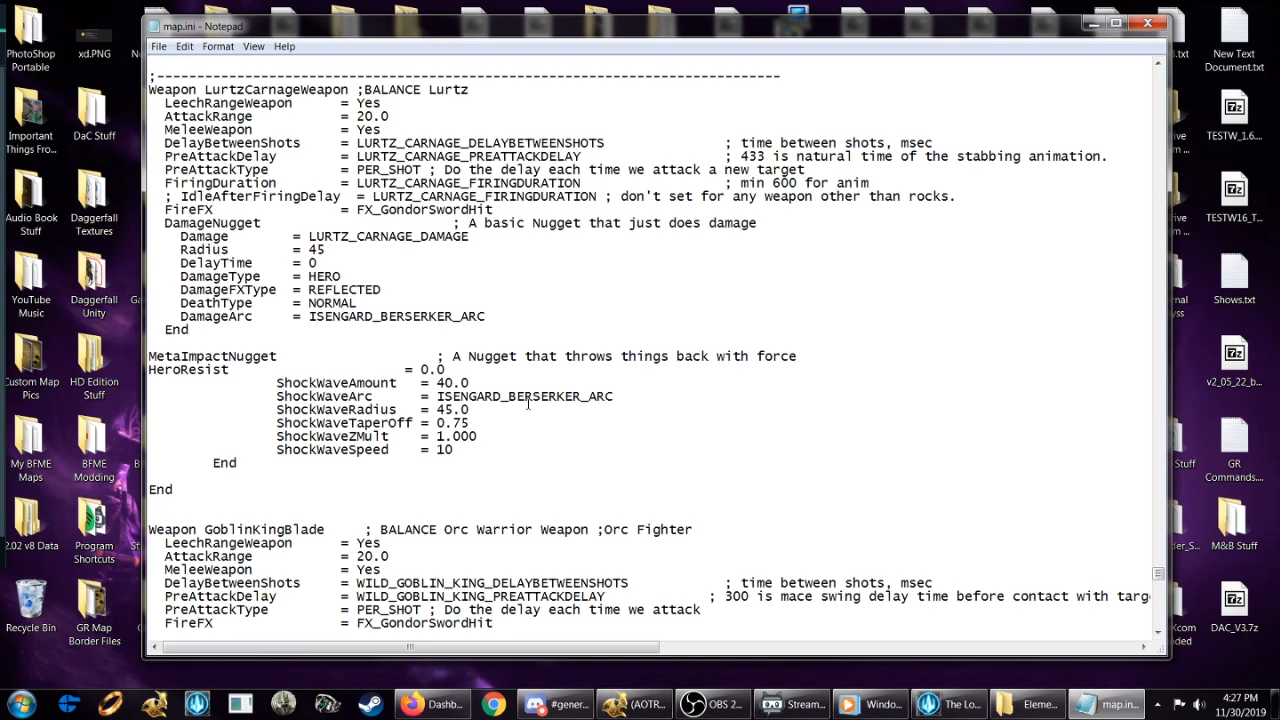 map.ini - Notepad
File Edit Format View Help
;------------------------------------------------------------------------------
Weapon LurtzCarnageWeapon ;BALANCE Lurtz
LeechRangeWeapon = Yes
AttackRange = 20.0
MeleeWeapon = Yes
DelayBetweenShots = LURTZ_CARNAGE_DELAYBETWEENSHOTS ; time between shots, msec
PreAttackDelay = LURTZ_CARNAGE_PREATTACKDELAY ; 433 is natural time of the stabbing animation.
PreAttackType = PER_SHOT ; Do the delay each time we attack a new target
FiringDuration = LURTZ_CARNAGE_FIRINGDURATION ; min 600 for anim
; IdleAfterFiringDelay = LURTZ_CARNAGE_FIRINGDURATION ; don't set for any weapon other than rocks.
FireFX = FX_GondorSwordHit
DamageNugget ; A basic Nugget that just does damage
Damage = LURTZ_CARNAGE_DAMAGE
Radius = 45
DelayTime = 0
DamageType = HERO
DamageFXType = REFLECTED
DeathType = NORMAL
DamageArc = ISENGARD_BERSERKER_ARC
End
MetaImpactNugget ; A Nugget that throws things back with force
HeroResist = 0.0
ShockWaveAmount = 40.0
ShockWaveArc = ISENGARD_BERSERKER_ARC
ShockWaveRadius = 45.0
ShockWaveTaperOff = 0.75
ShockWaveZMult = 1.000
ShockWaveSpeed = 10
End
End
Weapon GoblinKingBlade ; BALANCE Orc Warrior Weapon ;Orc Fighter
LeechRangeWeapon = Yes
AttackRange = 20.0
MeleeWeapon = Yes
DelayBetweenShots = WILD_GOBLIN_KING_DELAYBETWEENSHOTS ; time between shots, msec
PreAttackDelay = WILD_GOBLIN_KING_PREATTACKDELAY ; 300 is mace swing delay time before contact with targ
PreAttackType = PER_SHOT ; Do the delay each time we attack
FireFX = FX_GondorSwordHit
PhotoShop Portable
xd.PNG
Important Things Fro...
DaC Stuff
Audio Book Stuff
Daggerfall Textures
YouTube Music
Daggerfall Unity
Custom Map Pics
HD Edition Stuff
My BFME Maps
BFME Modding
2.02 v8 Data
Program Shortcuts
Recycle Bin
GR Map Border Files
.txt
New Text Document.txt
TESTW_1.6...
TESTW16_T...
Shows.txt
v2_05_22_b...
Stuff
GR Commands...
M&B Stuff
DAC_V3.7z
Dashb...
#gener...
(AOTR...
OBS 2...
Stream...
Windo...
The Lo...
Eleme...
map.in...
4:27 PM
11/30/2019